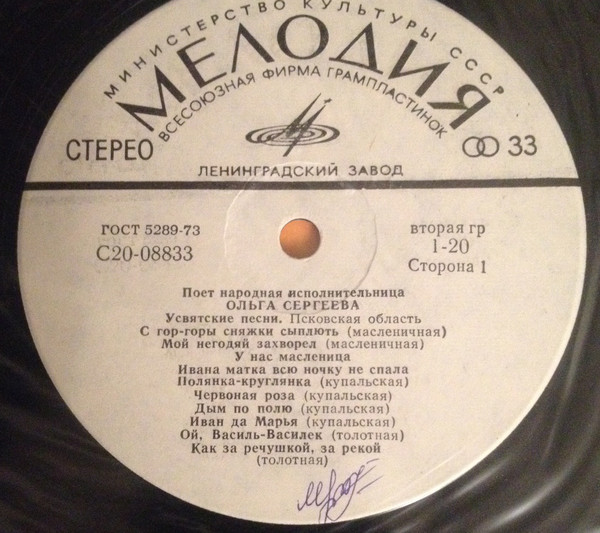 МИНИСТЕРСТВО КУЛЬТУРЫ СССР
МЕЛОДИЯ
ВСЕСОЮЗНАЯ ФИРМА ГРАМПЛАСТИНОК
СТЕРЕО
33
ЛЕНИНГРАДСКИЙ ЗАВОД
ГОСТ 5289-73
С20-08833
вторая гр
1-20
Сторона 1
Поет народная исполнительница
ОЛЬГА СЕРГЕЕВА
Усвятские песни. Псковская область
С гор-горы сняжки сыплють (масленичная)
Мой негодяй захворел (масленичная)
У нас масленица
Ивана матка всю ночку не спала
Полянка-круглянка (купальская)
Червоная роза (купальская)
Дым по полю (купальская)
Иван да Марья (купальская)
Ой, Василь-Василек (толотная)
Как за речушкой, за рекой
(толотная)